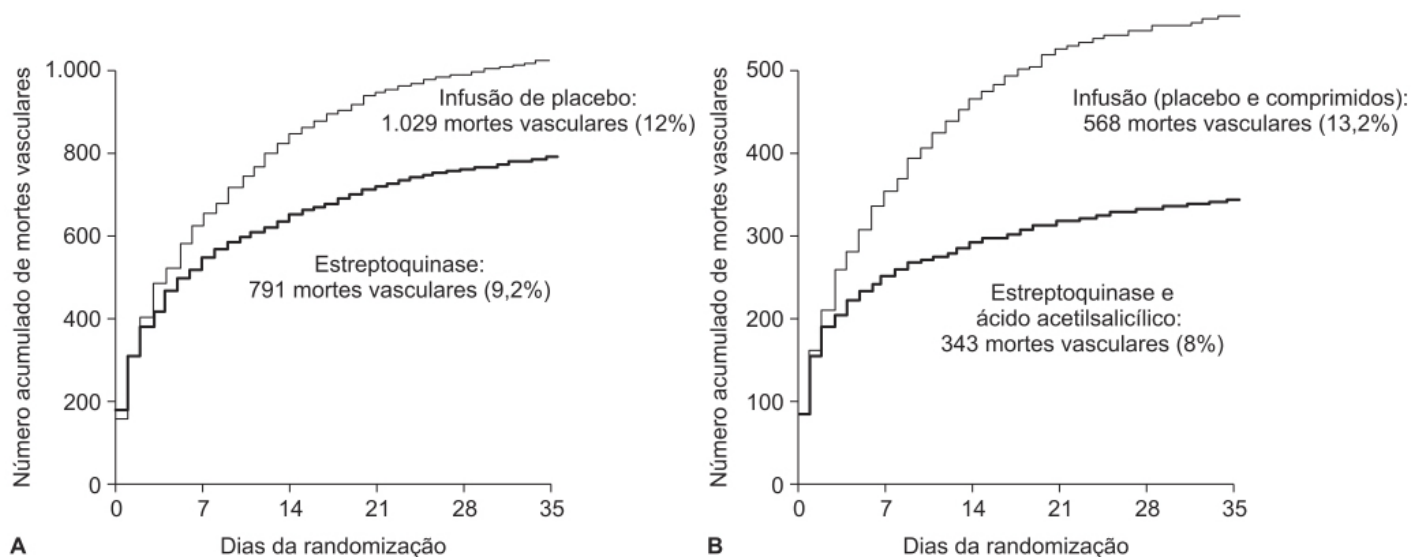 Número acumulado de mortes vasculares
1.000
800
600
400
200
0
Infusão de placebo:
1.029 mortes vasculares (12%)
Estreptoquinase:
791 mortes vasculares (9,2%)
0 7 14 21 28 35
A Dias da randomização
Número acumulado de mortes vasculares
500
400
300
200
100
0
Infusão (placebo e comprimidos):
568 mortes vasculares (13,2%)
Estreptoquinase e
ácido acetilsalicílico:
343 mortes vasculares (8%)
0 7 14 21 28 35
B Dias da randomização